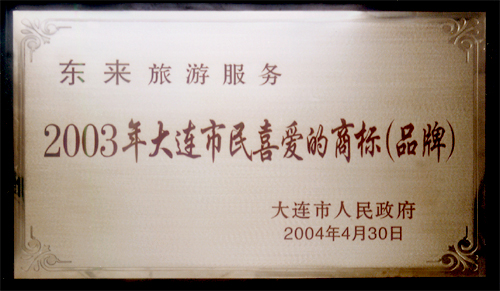 东来旅游服务
2003年大连市民喜爱的商标(品牌)
大连市人民政府
2004年4月30日